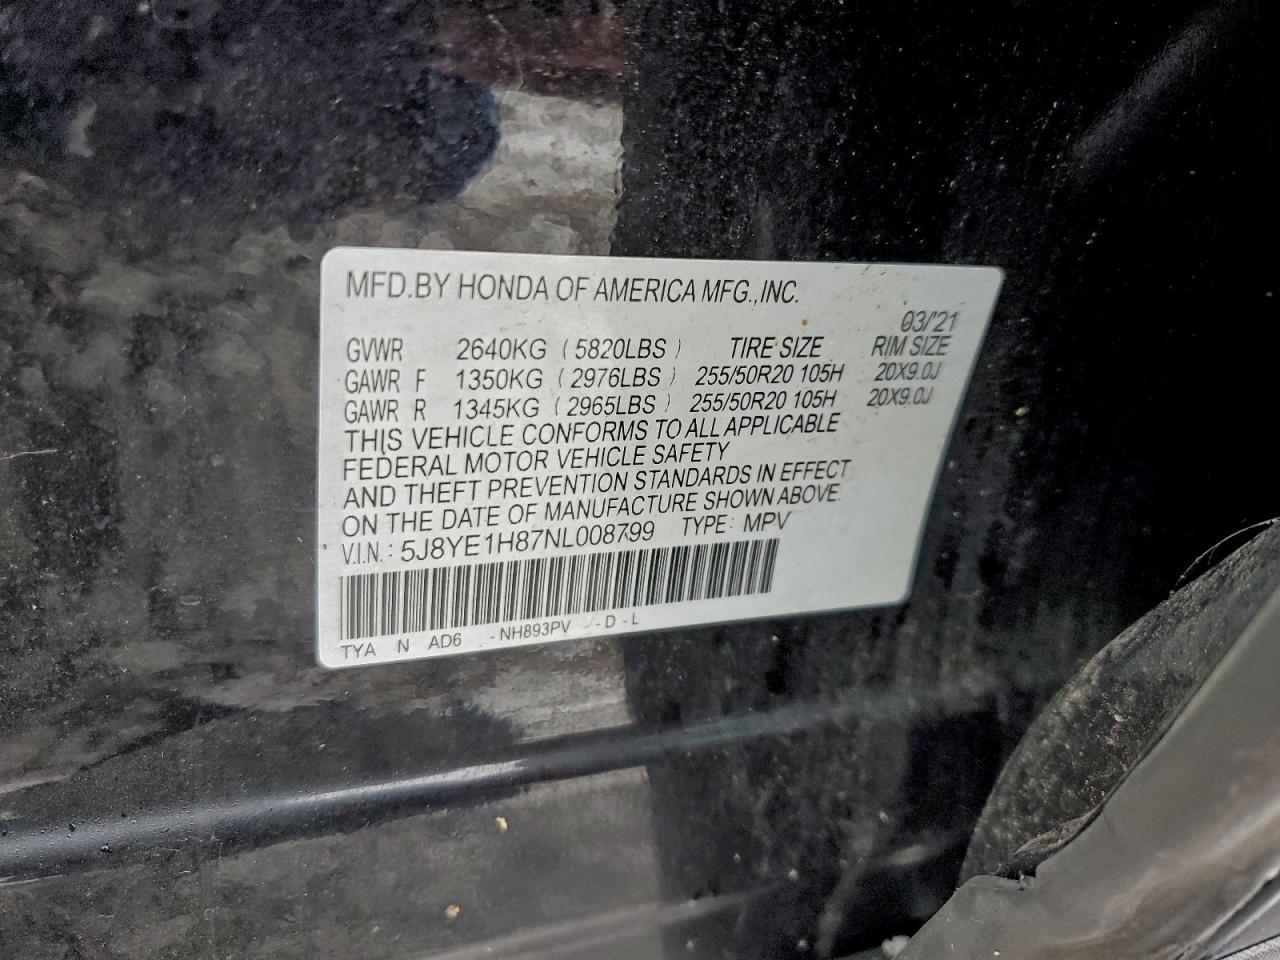 MFD.BY HONDA OF AMERICA MFG.,INC.
03/'21
GVWR 2640KG ( 5820LBS ) TIRE SIZE RIM SIZE
GAWR F 1350KG ( 2976LBS ) 255/50R20 105H 20X9.0J
GAWR R 1345KG ( 2965LBS ) 255/50R20 105H 20X9.0J
THIS VEHICLE CONFORMS TO ALL APPLICABLE
FEDERAL MOTOR VEHICLE SAFETY
AND THEFT PREVENTION STANDARDS IN EFFECT
ON THE DATE OF MANUFACTURE SHOWN ABOVE.
V.I.N.: 5J8YE1H87NL008799 TYPE: MPV
TYA N AD6 - NH893PV - D - L